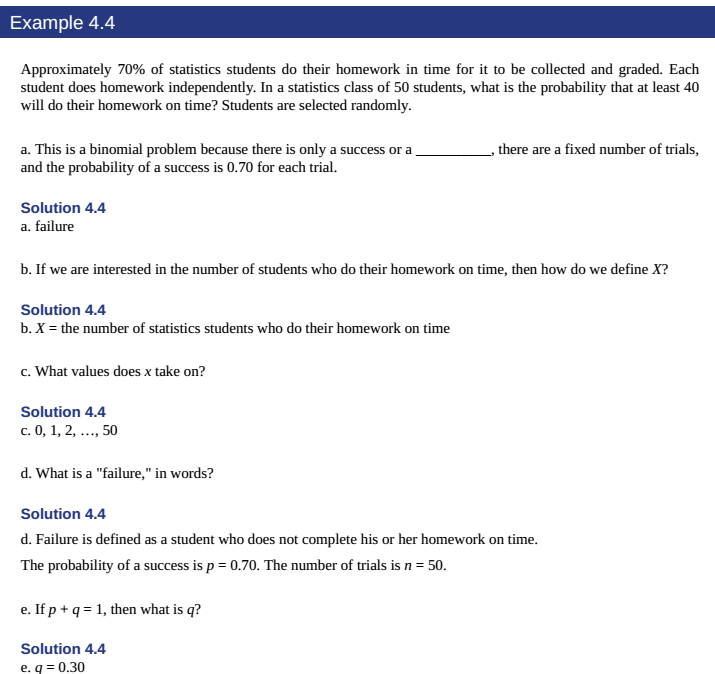 Example 4.4
Approximately 70% of statistics students do their homework in time for it to be collected and graded. Each
student does homework independently. In a statistics class of 50 students, what is the probability that at least 40
will do their homework on time? Students are selected randomly.
a. This is a binomial problem because there is only a success or a __________, there are a fixed number of trials,
and the probability of a success is 0.70 for each trial.
Solution 4.4
a. failure
b. If we are interested in the number of students who do their homework on time, then how do we define X?
Solution 4.4
b. X = the number of statistics students who do their homework on time
c. What values does x take on?
Solution 4.4
c. 0, 1, 2, …, 50
d. What is a "failure," in words?
Solution 4.4
d. Failure is defined as a student who does not complete his or her homework on time.
The probability of a success is p = 0.70. The number of trials is n = 50.
e. If p + q = 1, then what is q?
Solution 4.4
e. q = 0.30